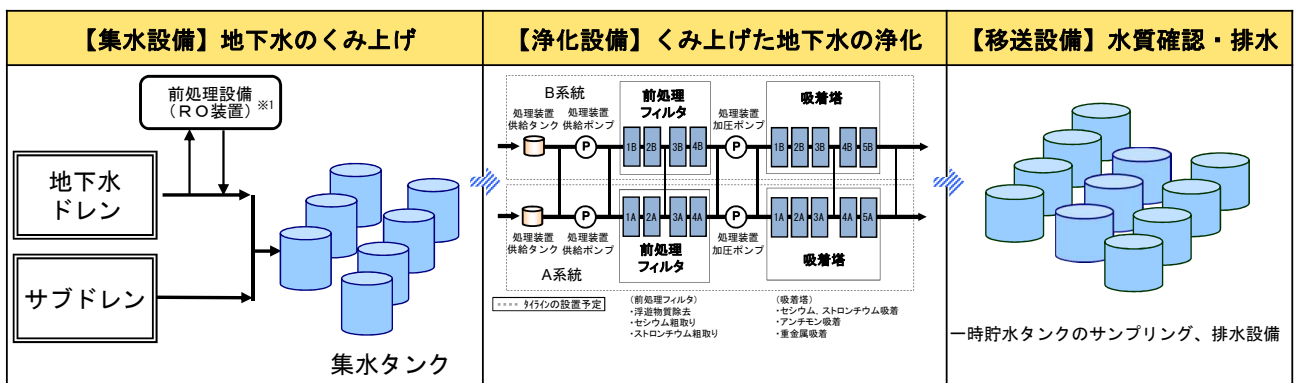 【集水設備】地下水のくみ上げ
前処理設備
(RO装置)※1
地下水
ドレン
サブドレン
集水タンク
【浄化設備】くみ上げた地下水の浄化
B系統
処理装置
供給タンク
処理装置
供給ポンプ
前処理
フィルタ
処理装置
加圧ポンプ
吸着塔
P
1B 2B 3B 4B
P
1B 2B 3B 4B 5B
P
1A 2A 3A 4A
P
1A 2A 3A 4A 5A
処理装置
供給タンク
処理装置
供給ポンプ
前処理
フィルタ
処理装置
加圧ポンプ
吸着塔
A系統
タイラインの設置予定
(前処理フィルタ)
・浮遊物質除去
・セシウム粗取り
・ストロンチウム粗取り
(吸着塔)
・セシウム、ストロンチウム吸着
・アンチモン吸着
・重金属吸着
【移送設備】水質確認・排水
一時貯水タンクのサンプリング、排水設備